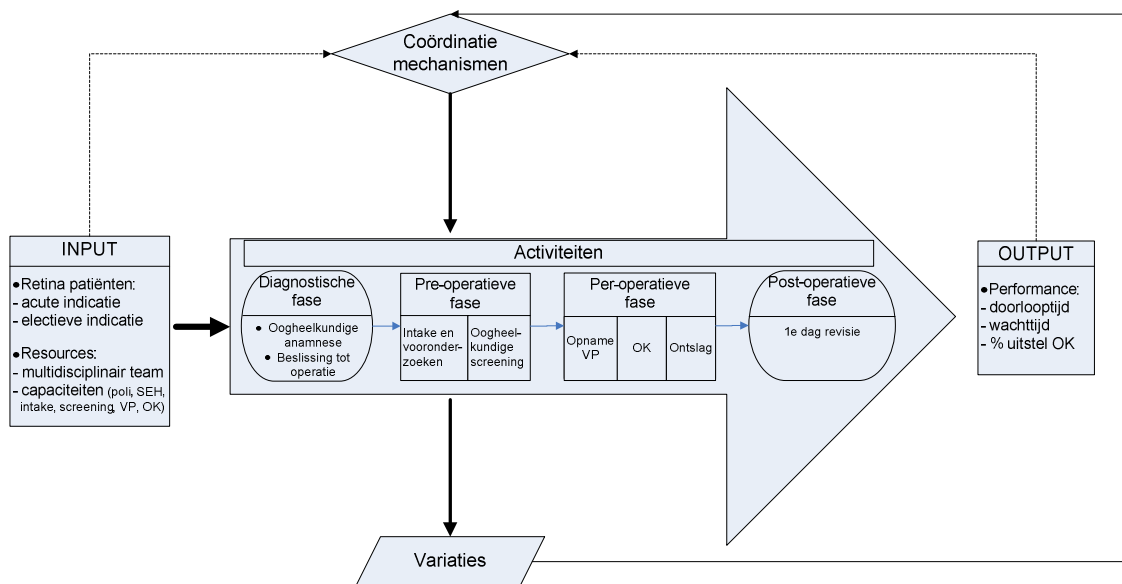 Coördinatie
mechanismen
INPUT
●Retina patiënten:
- acute indicatie
- electieve indicatie
●Resources:
- multidisciplinair team
- capaciteiten (poli, SEH,
intake, screening, VP, OK)
Activiteiten
Diagnostische
fase
● Oogheelkundige
anamnese
● Beslissing tot
operatie
Pre-operatieve
fase
Intake en
vooronder-
zoeken
Oogheel-
kundige
screening
Per-operatieve
fase
Opname
VP
OK
Ontslag
Post-operatieve
fase
1e dag revisie
OUTPUT
●Performance:
- doorlooptijd
- wachttijd
- % uitstel OK
Variaties